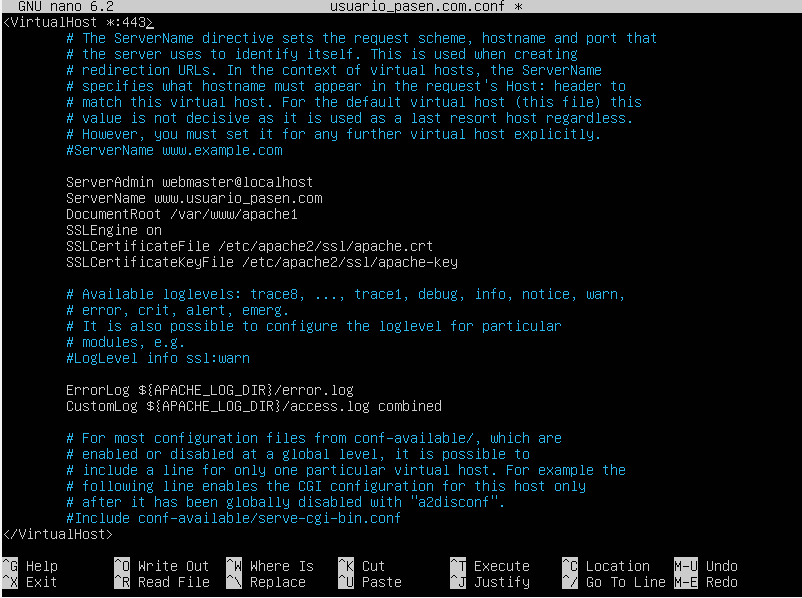 GNU nano 6.2 usuario_pasen.com.conf *
<VirtualHost *:443>
# The ServerName directive sets the request scheme, hostname and port that
# the server uses to identify itself. This is used when creating
# redirection URLs. In the context of virtual hosts, the ServerName
# specifies what hostname must appear in the request's Host: header to
# match this virtual host. For the default virtual host (this file) this
# value is not decisive as it is used as a last resort host regardless.
# However, you must set it for any further virtual host explicitly.
#ServerName www.example.com
ServerAdmin webmaster@localhost
ServerName www.usuario_pasen.com
DocumentRoot /var/www/apache1
SSLEngine on
SSLCertificateFile /etc/apache2/ssl/apache.crt
SSLCertificateKeyFile /etc/apache2/ssl/apache-key
# Available loglevels: trace8, ..., trace1, debug, info, notice, warn,
# error, crit, alert, emerg.
# It is also possible to configure the loglevel for particular
# modules, e.g.
#LogLevel info ssl:warn
ErrorLog ${APACHE_LOG_DIR}/error.log
CustomLog ${APACHE_LOG_DIR}/access.log combined
# For most configuration files from conf-available/, which are
# enabled or disabled at a global level, it is possible to
# include a line for only one particular virtual host. For example the
# following line enables the CGI configuration for this host only
# after it has been globally disabled with "a2disconf".
#Include conf-available/serve-cgi-bin.conf
</VirtualHost>
^G Help ^O Write Out ^W Where Is ^K Cut ^T Execute ^C Location M-U Undo
^X Exit ^R Read File ^\ Replace ^U Paste ^J Justify ^/ Go To Line M-E Redo